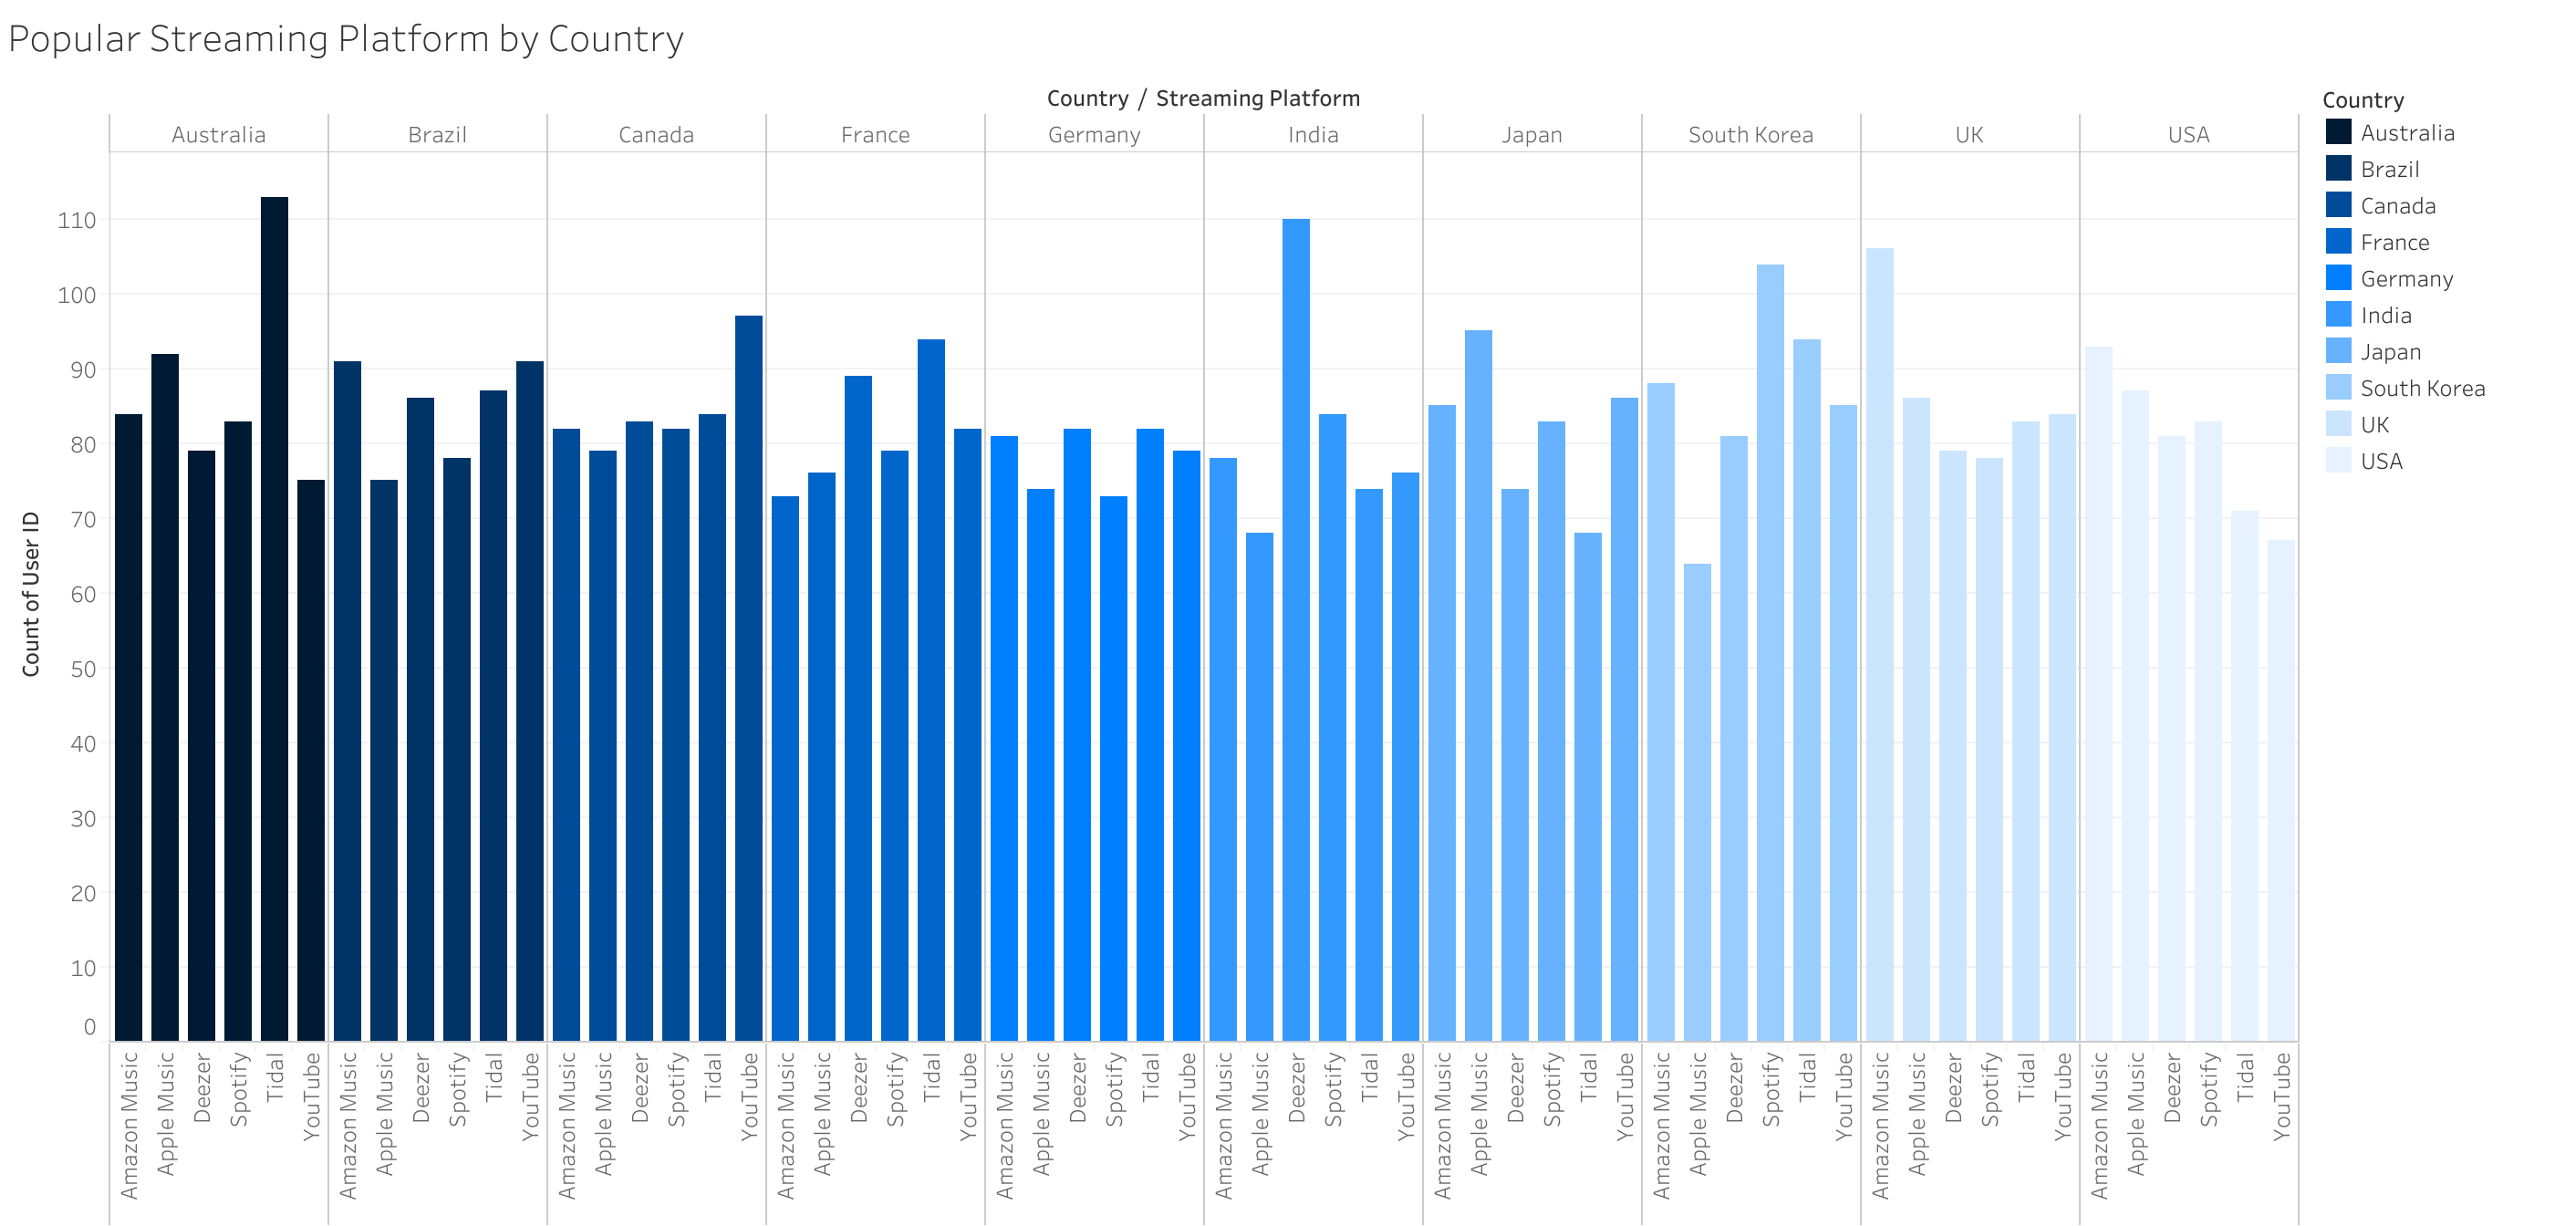 Popular Streaming Platform by Country
Country / Streaming Platform
Australia Brazil Canada France Germany India Japan South Korea UK USA
Count of User ID
110
100
90
80
70
60
50
40
30
20
10
0
Amazon Music Apple Music Deezer Spotify Tidal YouTube Amazon Music Apple Music Deezer Spotify Tidal YouTube Amazon Music Apple Music Deezer Spotify Tidal YouTube Amazon Music Apple Music Deezer Spotify Tidal YouTube Amazon Music Apple Music Deezer Spotify Tidal YouTube Amazon Music Apple Music Deezer Spotify Tidal YouTube Amazon Music Apple Music Deezer Spotify Tidal YouTube Amazon Music Apple Music Deezer Spotify Tidal YouTube Amazon Music Apple Music Deezer Spotify Tidal YouTube Amazon Music Apple Music Deezer Spotify Tidal YouTube
Country
Australia
Brazil
Canada
France
Germany
India
Japan
South Korea
UK
USA